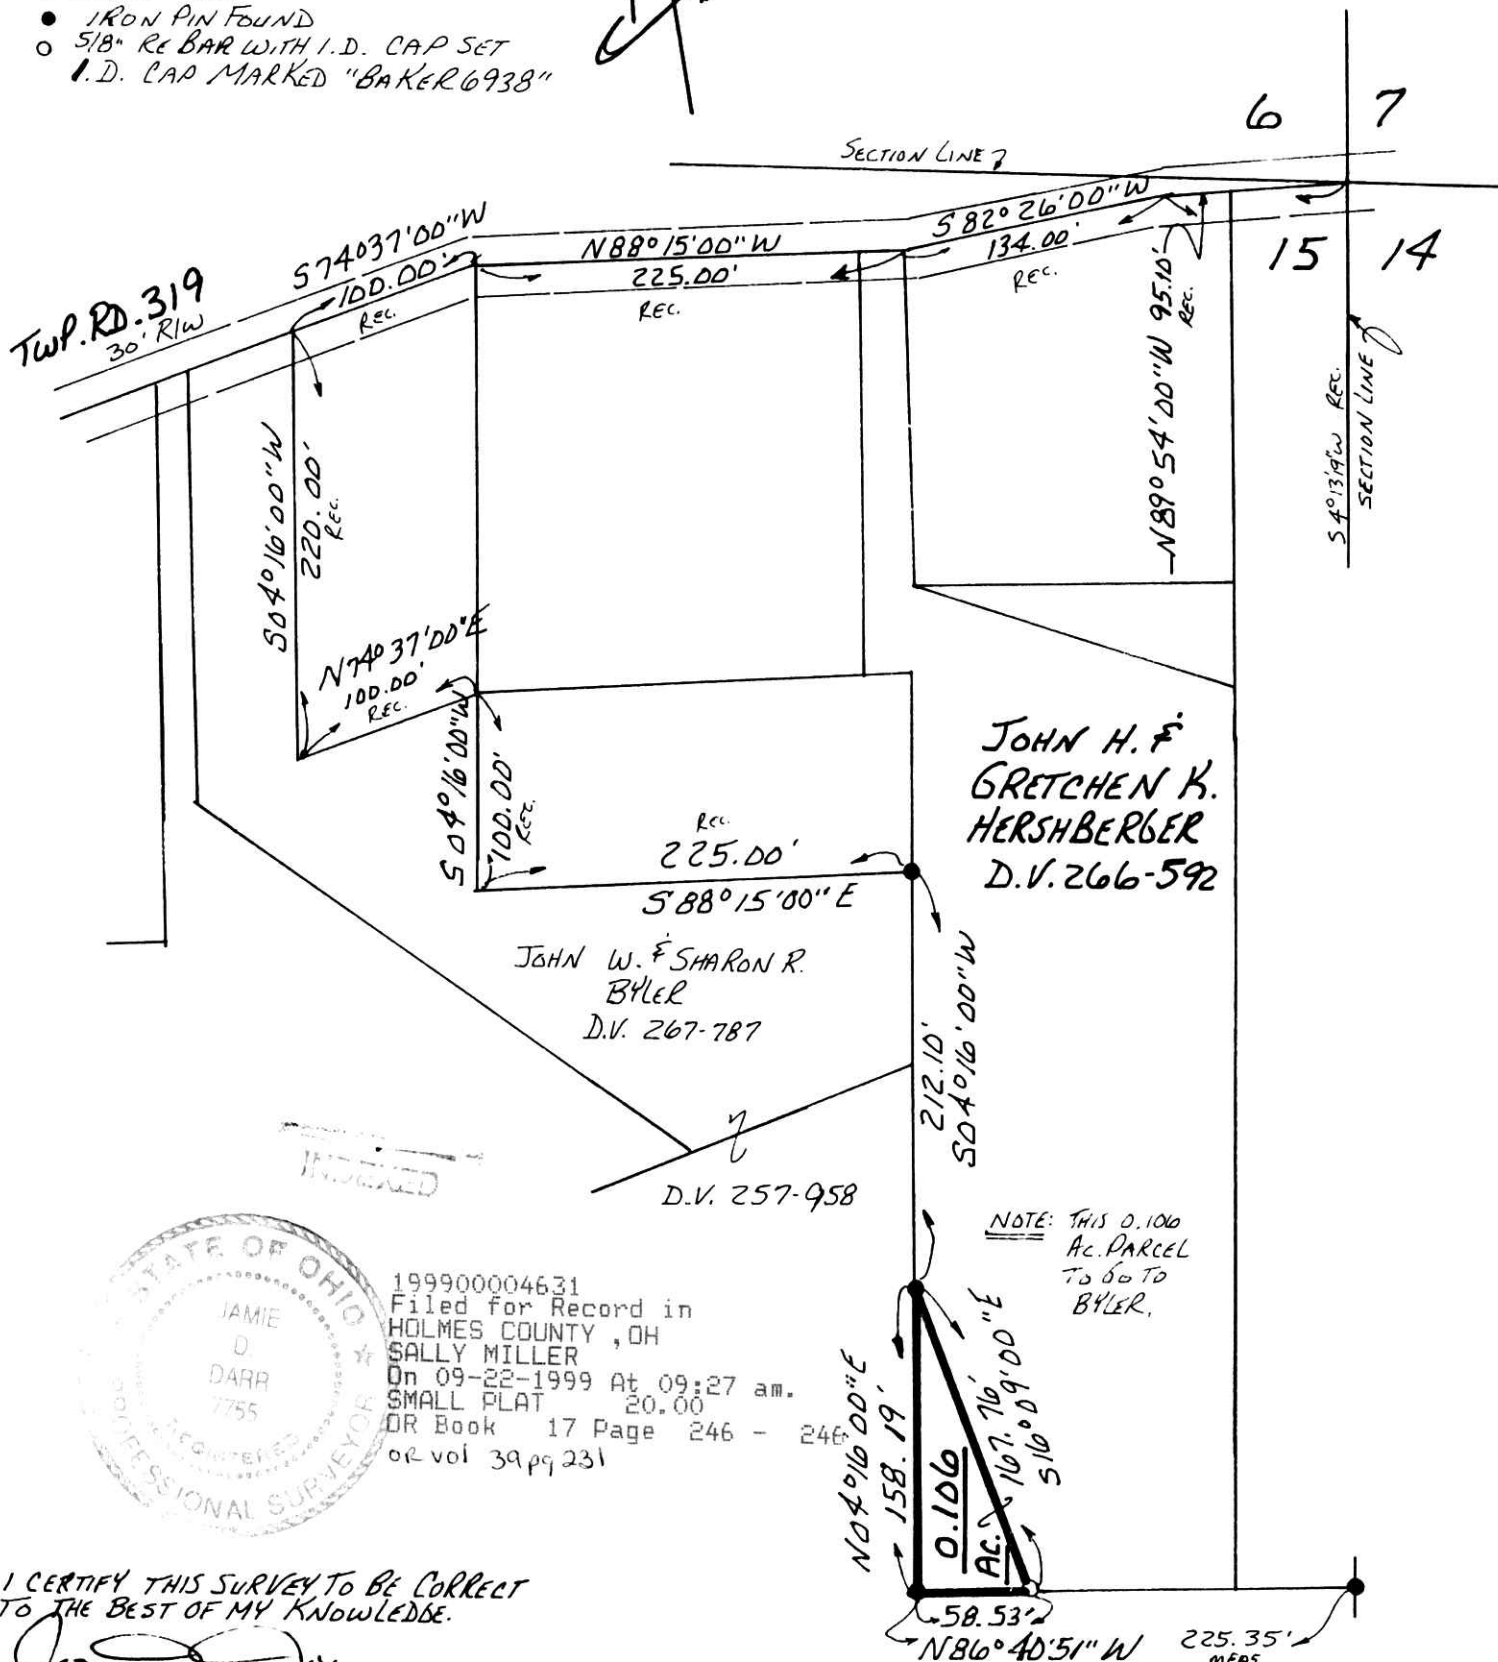 IRON PIN FOUND
5/8" REBAR WITH I.D. CAP SET
I.D. CAP MARKED "BAKER 6938"
6
7
SECTION LINE
15
14
S82°26'00"W
134.00'
REC.
N88°15'00"W
225.00'
REC.
S74°37'00"W
100.00'
REC.
TWP. RD. 319
30' R/W
N89°54'00"W 95.10'
REC.
S4°13'19"W REC.
SECTION LINE
S04°16'00"W
220.00'
REC.
N74°37'00"E
100.00'
REC.
S04°16'00"W
100.00'
REC.
REC.
225.00'
S88°15'00"E
JOHN H. &
GRETCHEN K.
HERSHBERGER
D.V. 266-592
JOHN W. & SHARON R.
BYLER
D.V. 267-787
212.10'
S04°16'00"W
D.V. 257-958
INDEXED
NOTE: THIS 0.106
AC. PARCEL
TO GO TO
BYLER.
STATE OF OHIO
JAMIE
D.
DARR
7755
REGISTERED
PROFESSIONAL SURVEYOR
199900004631
Filed for Record in
HOLMES COUNTY ,OH
SALLY MILLER
On 09-22-1999 At 09:27 am.
SMALL PLAT 20.00
OR Book 17 Page 246 - 246
OR vol 39 pg 231
N04°16'00"E
158.19'
0.106
AC.
167.76'
S16°09'00"E
58.53'
N86°40'51"W
225.35'
MEAS.
I CERTIFY THIS SURVEY TO BE CORRECT
TO THE BEST OF MY KNOWLEDGE.